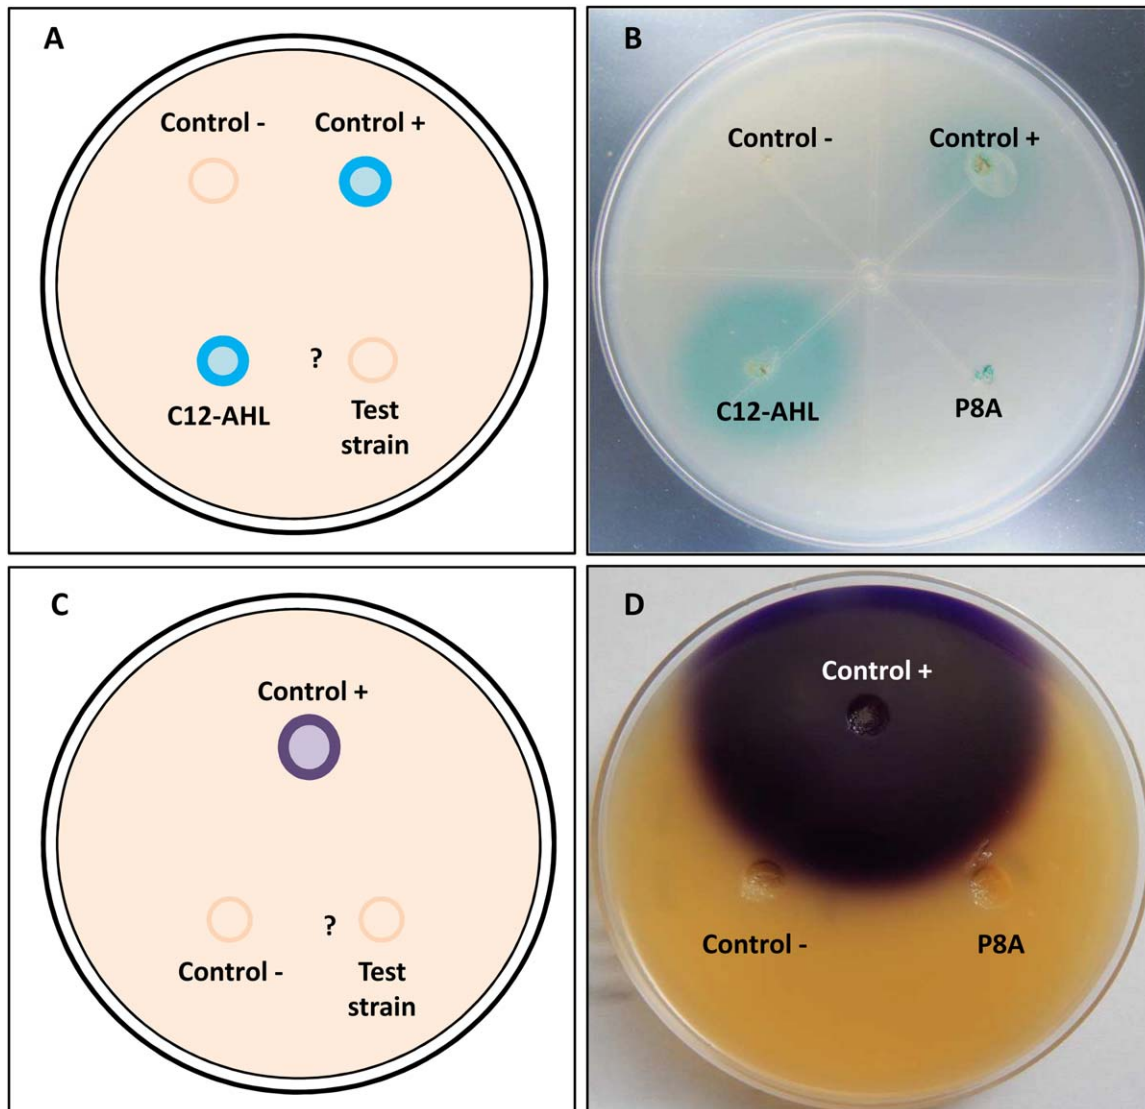 A
Control -
Control +
C12-AHL
?
Test
strain
B
Control -
Control +
C12-AHL
P8A
C
Control +
Control -
?
Test
strain
D
Control +
Control -
P8A